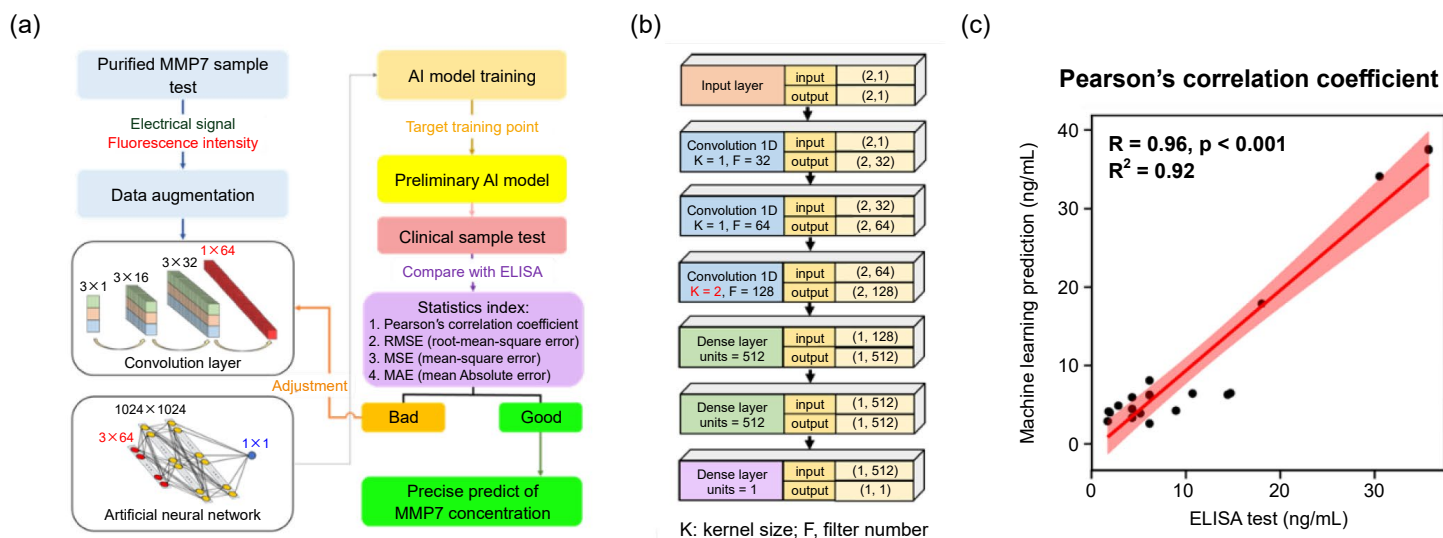 (a)
Purified MMP7 sample
test
Electrical signal
Fluorescence intensity
Data augmentation
3×1
3×16
3×32
1×64
Convolution layer
1024×1024
3×64
1×1
Artificial neural network
AI model training
Target training point
Preliminary AI model
Clinical sample test
Compare with ELISA
Statistics index:
1. Pearson's correlation coefficient
2. RMSE (root-mean-square error)
3. MSE (mean-square error)
4. MAE (mean Absolute error)
Adjustment
Bad
Good
Precise predict of
MMP7 concentration
(b)
Input layer
input (2,1)
output (2,1)
Convolution 1D
K = 1, F = 32
input (2,1)
output (2, 32)
Convolution 1D
K = 1, F = 64
input (2, 32)
output (2, 64)
Convolution 1D
K = 2, F = 128
input (2, 64)
output (2, 128)
Dense layer
units = 512
input (1, 128)
output (1, 512)
Dense layer
units = 512
input (1, 512)
output (1, 512)
Dense layer
units = 1
input (1, 512)
output (1, 1)
K: kernel size; F, filter number
(c)
Pearson's correlation coefficient
R = 0.96, p < 0.001
R² = 0.92
Machine learning prediction (ng/mL)
40
30
20
10
0
0 10 20 30
ELISA test (ng/mL)